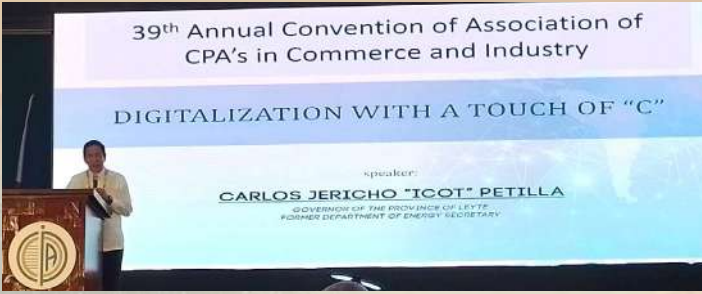 39th Annual Convention of Association of
CPA's in Commerce and Industry
DIGITALIZATION WITH A TOUCH OF "C"
speaker:
CARLOS JERICHO "ICOT" PETILLA
GOVERNOR OF THE PROVINCE OF LEYTE
FORMER DEPARTMENT OF ENERGY SECRETARY